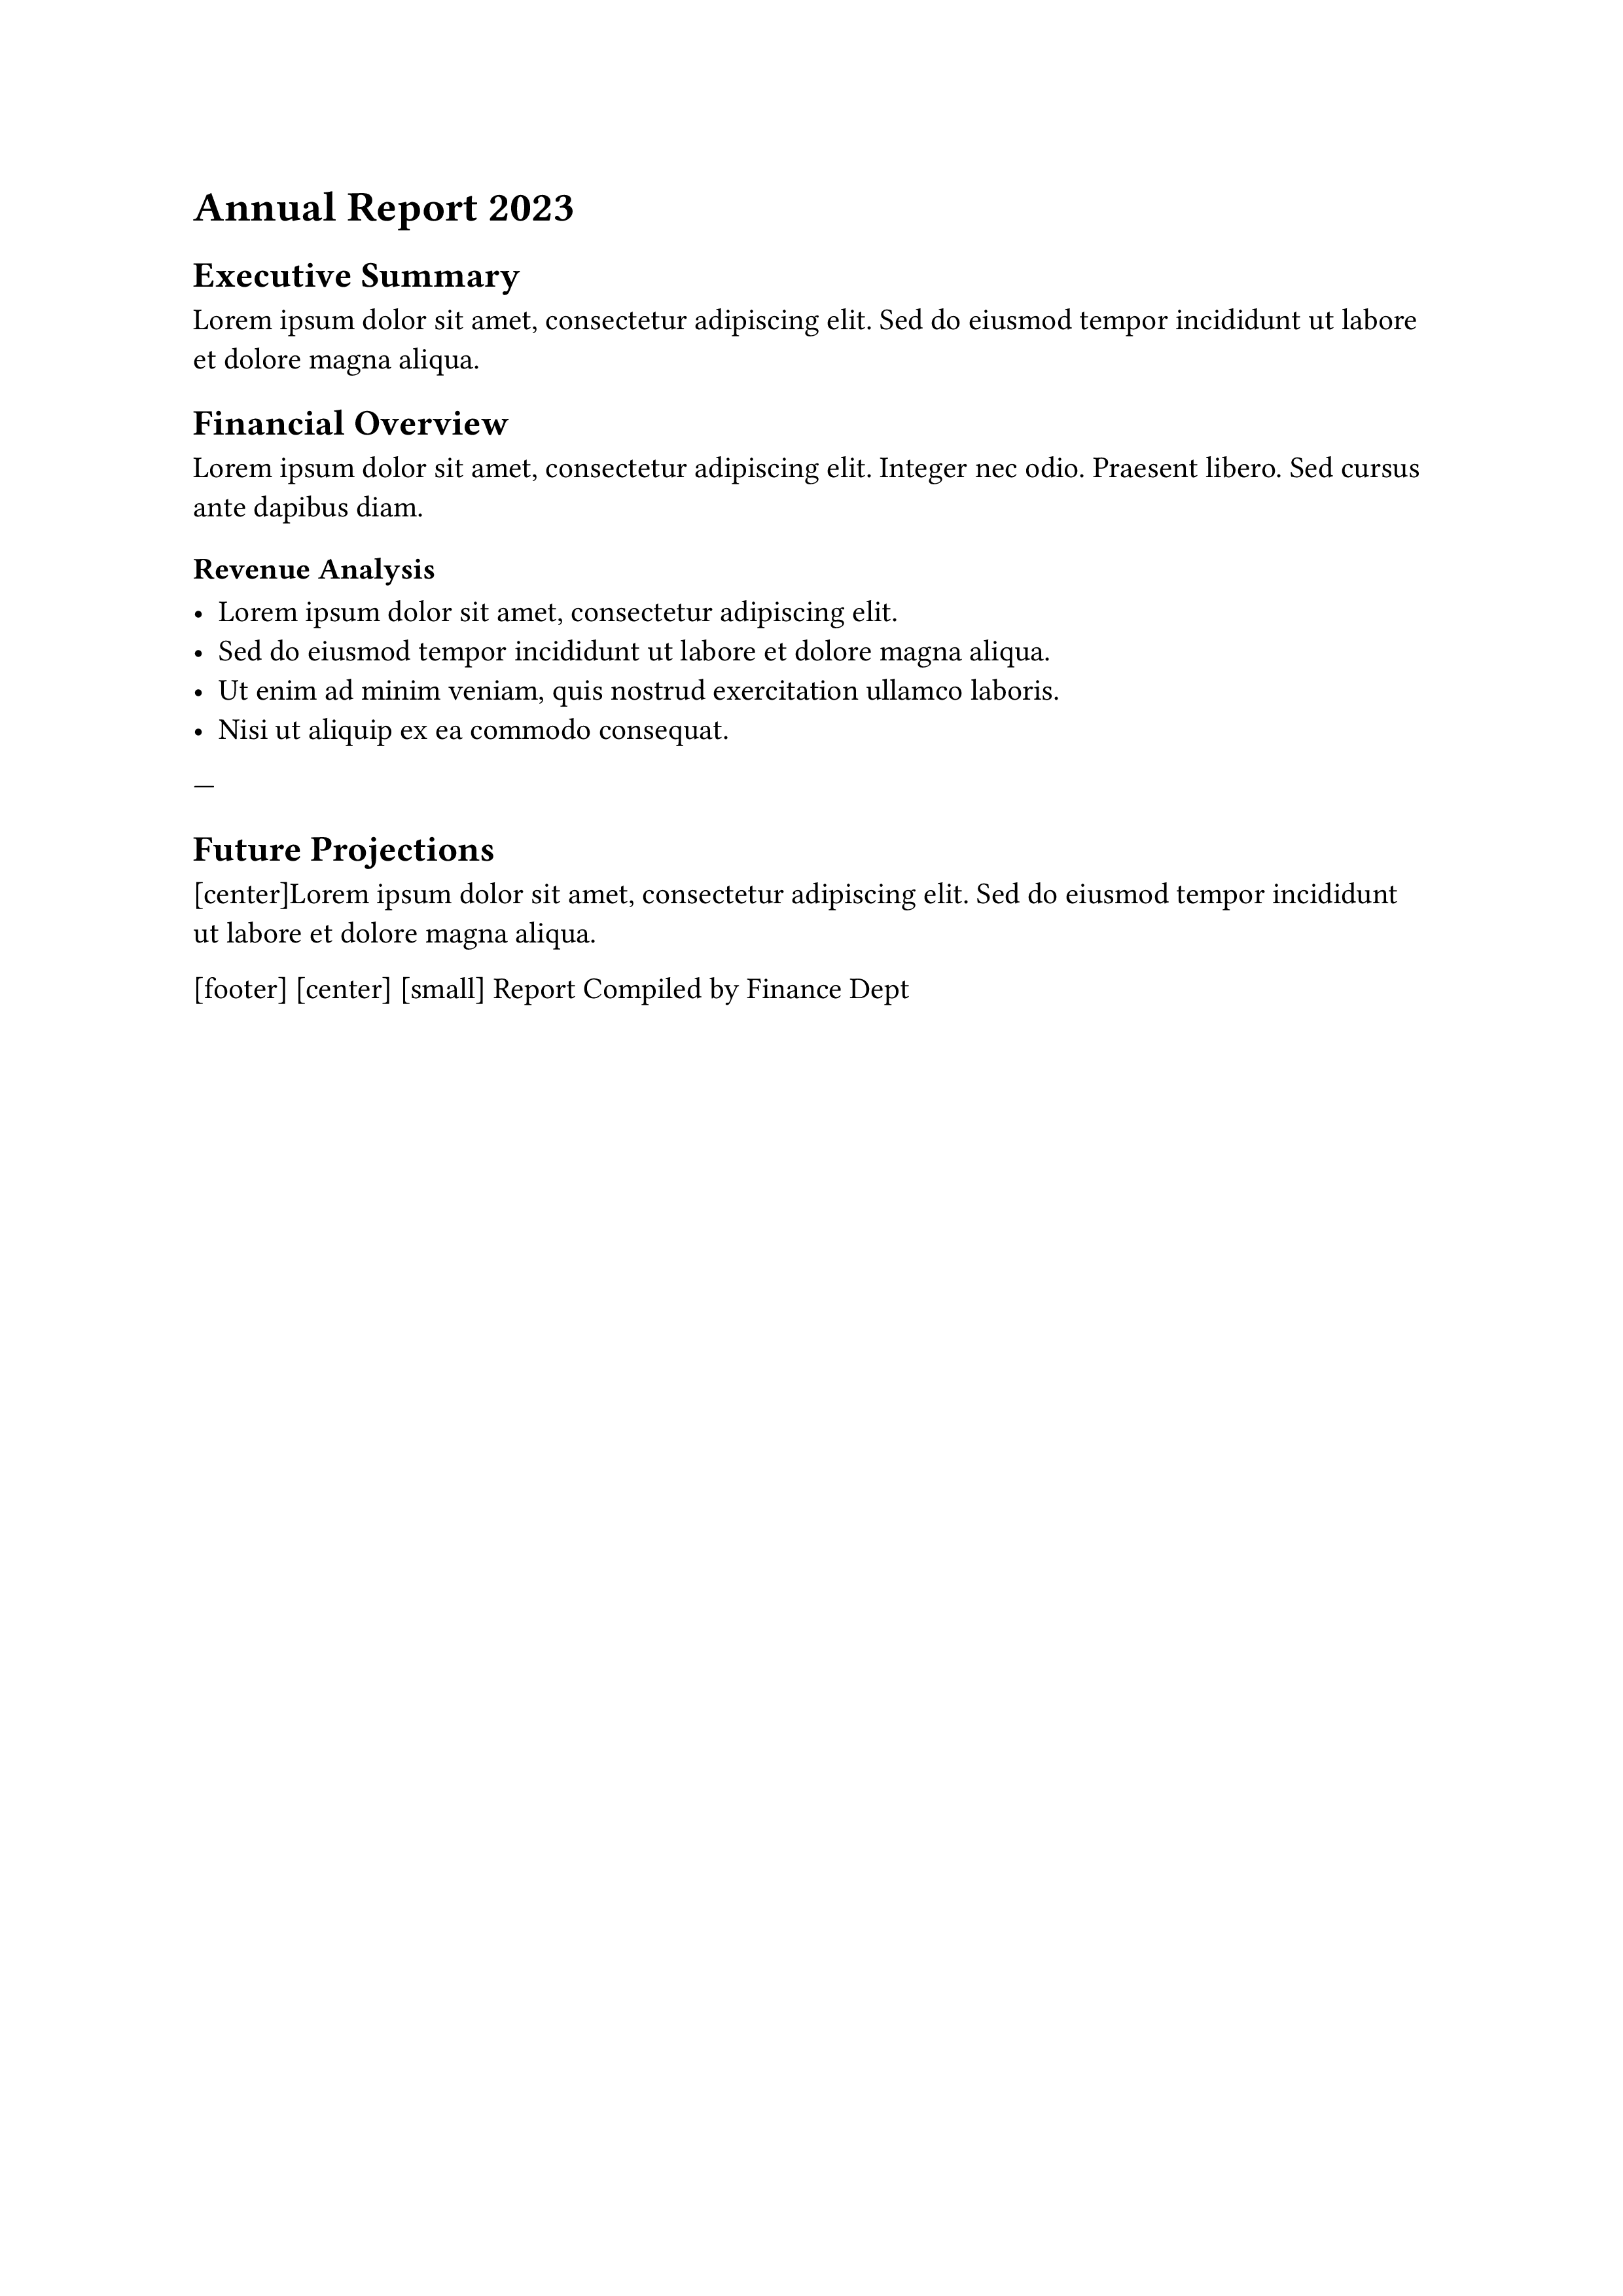 Annual Report 2023
Executive Summary
Lorem ipsum dolor sit amet, consectetur adipiscing elit. Sed do eiusmod tempor incididunt ut labore
et dolore magna aliqua.
Financial Overview
Lorem ipsum dolor sit amet, consectetur adipiscing elit. Integer nec odio. Praesent libero. Sed cursus
ante dapibus diam.
Revenue Analysis
• Lorem ipsum dolor sit amet, consectetur adipiscing elit.
• Sed do eiusmod tempor incididunt ut labore et dolore magna aliqua.
• Ut enim ad minim veniam, quis nostrud exercitation ullamco laboris.
• Nisi ut aliquip ex ea commodo consequat.
—
Future Projections
[center]Lorem ipsum dolor sit amet, consectetur adipiscing elit. Sed do eiusmod tempor incididunt
ut labore et dolore magna aliqua.
[footer] [center] [small] Report Compiled by Finance Dept